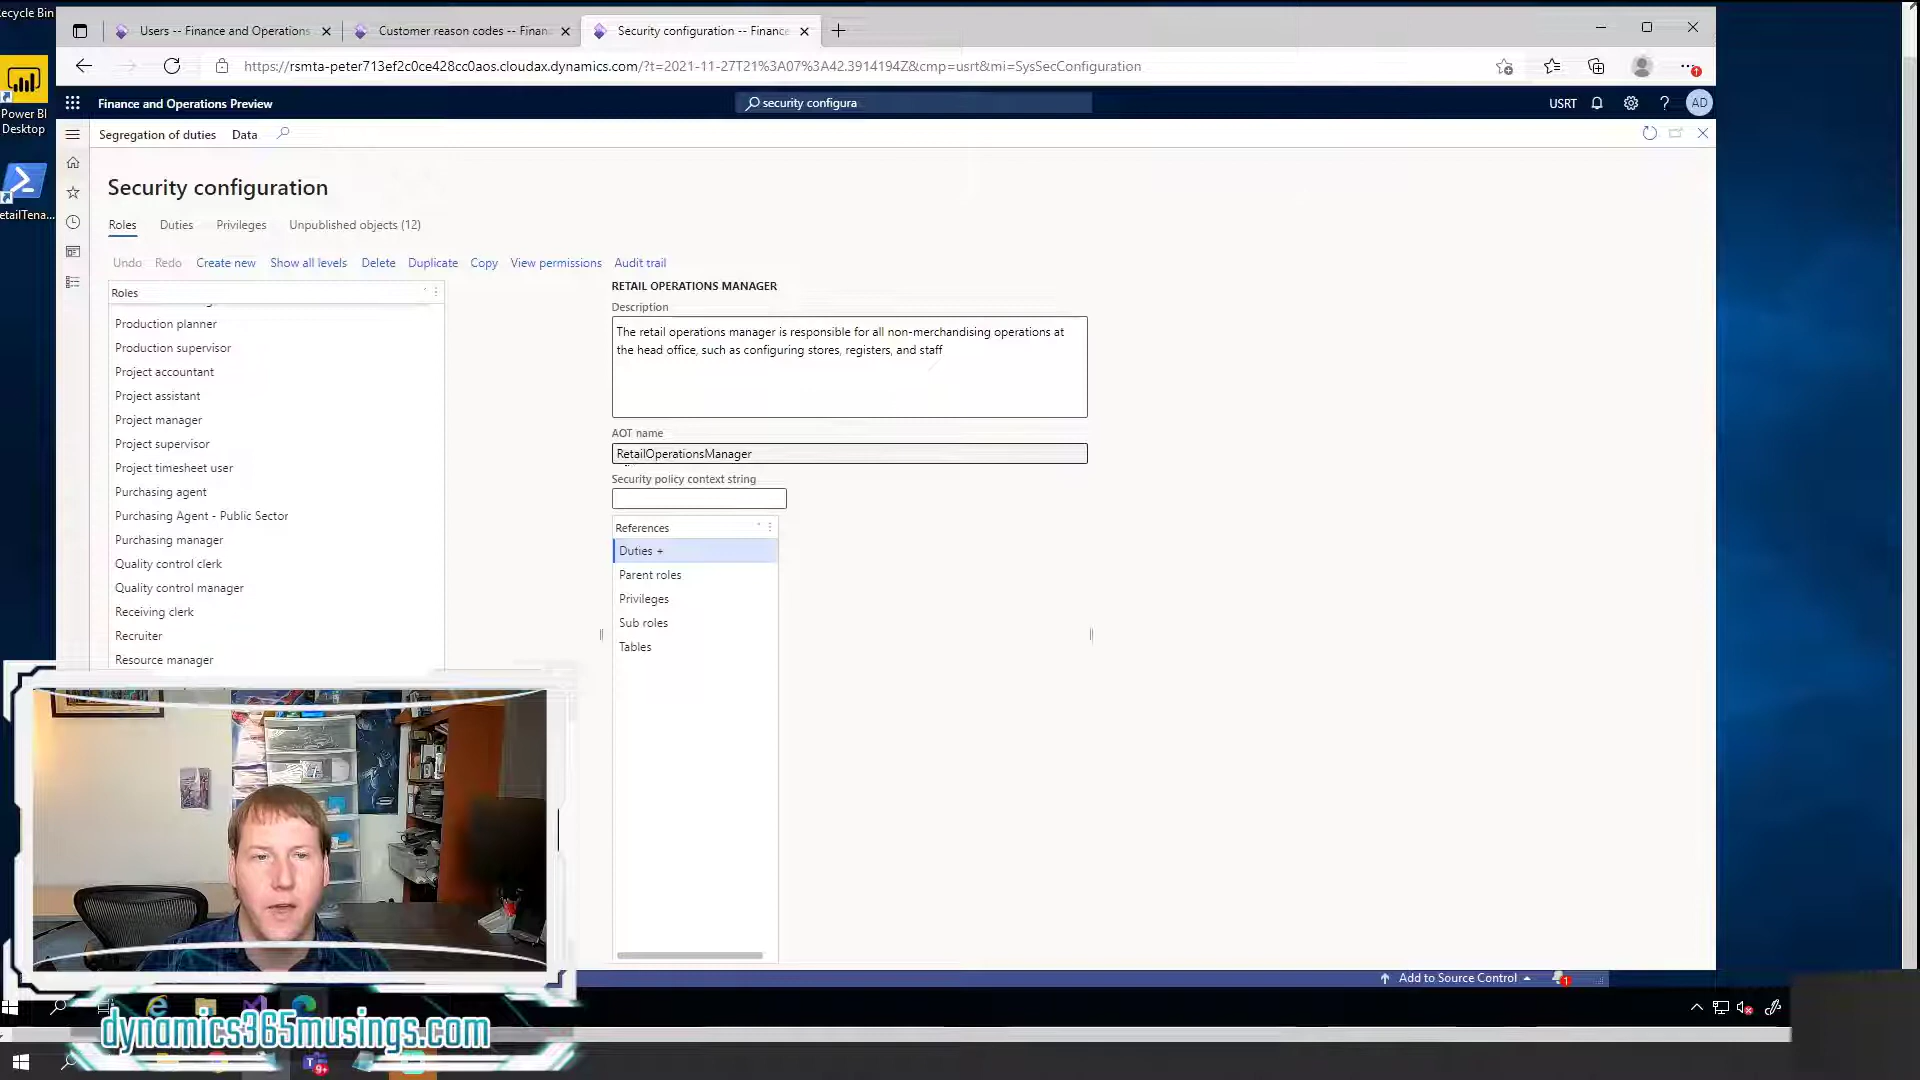 ecycle Bin
Users -- Finance and Operations
Customer reason codes -- Finan
Security configuration -- Finance
https://rsmta-peter713ef2c0ce428cc0aos.cloudax.dynamics.com/?t=2021-11-27T21%3A07%3A42.3914194Z&cmp=usrt&mi=SysSecConfiguration
Finance and Operations Preview
security configura
USRT
AD
Power BI
Desktop
Segregation of duties
Data
etailTena...
Security configuration
Roles
Duties
Privileges
Unpublished objects (12)
Undo
Redo
Create new
Show all levels
Delete
Duplicate
Copy
View permissions
Audit trail
Roles
Production planner
Production supervisor
Project accountant
Project assistant
Project manager
Project supervisor
Project timesheet user
Purchasing agent
Purchasing Agent - Public Sector
Purchasing manager
Quality control clerk
Quality control manager
Receiving clerk
Recruiter
Resource manager
RETAIL OPERATIONS MANAGER
Description
The retail operations manager is responsible for all non-merchandising operations at
the head office, such as configuring stores, registers, and staff
AOT name
RetailOperationsManager
Security policy context string
References
Duties +
Parent roles
Privileges
Sub roles
Tables
Add to Source Control
1
dynamics365musings.com
9+